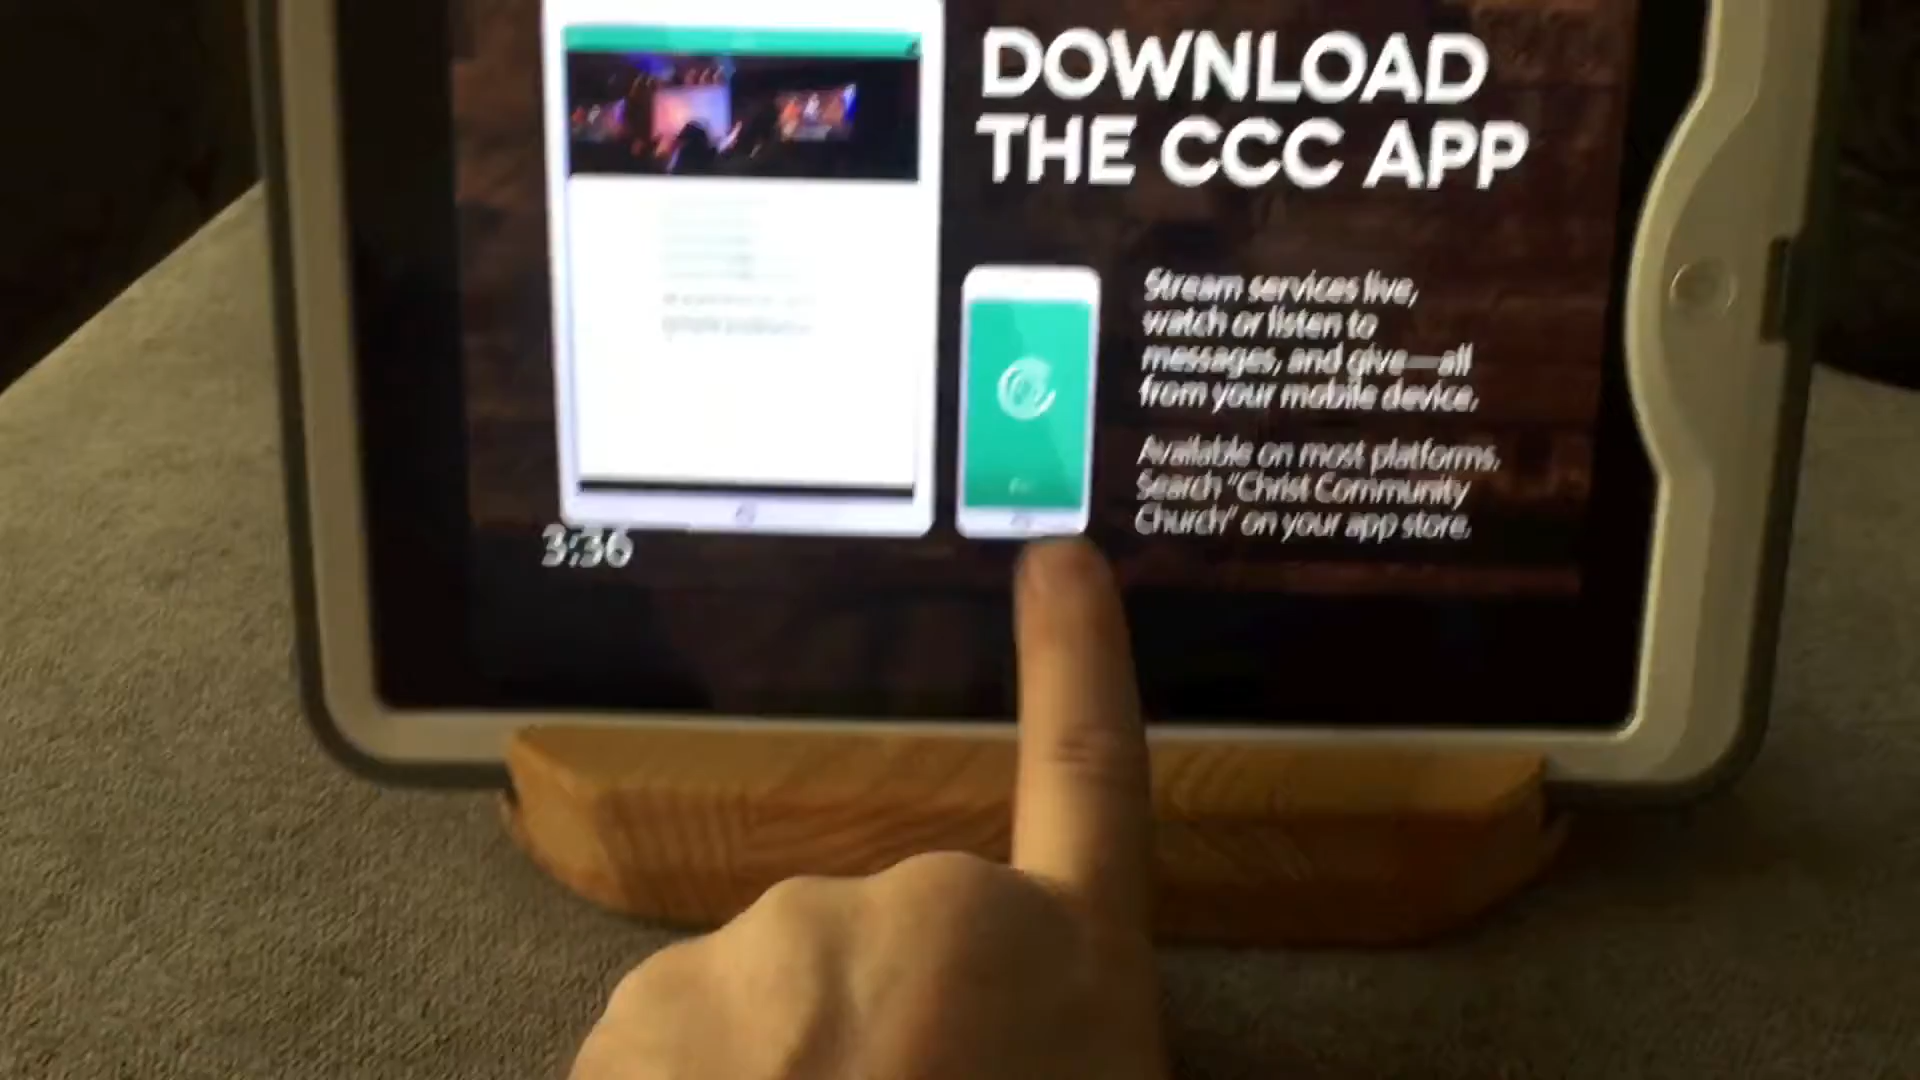 DOWNLOAD
THE CCC APP
Stream services live,
watch or listen to
messages, and give—all
from your mobile device.
Available on most platforms.
Search "Christ Community
Church" on your app store.
3:36